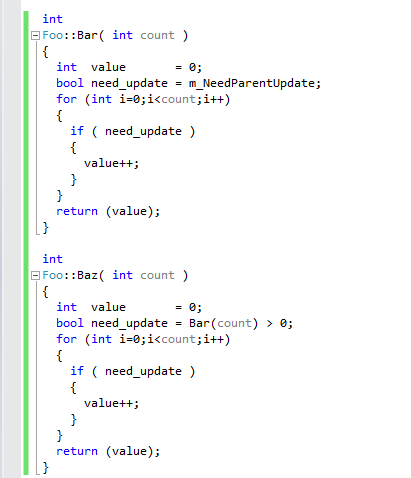 int
Foo::Bar( int count )
{
  int  value       = 0;
  bool need_update = m_NeedParentUpdate;
  for (int i=0;i<count;i++)
  {
    if ( need_update )
    {
      value++;
    }
  }
  return (value);
}

int
Foo::Baz( int count )
{
  int  value       = 0;
  bool need_update = Bar(count) > 0;
  for (int i=0;i<count;i++)
  {
    if ( need_update )
    {
      value++;
    }
  }
  return (value);
}